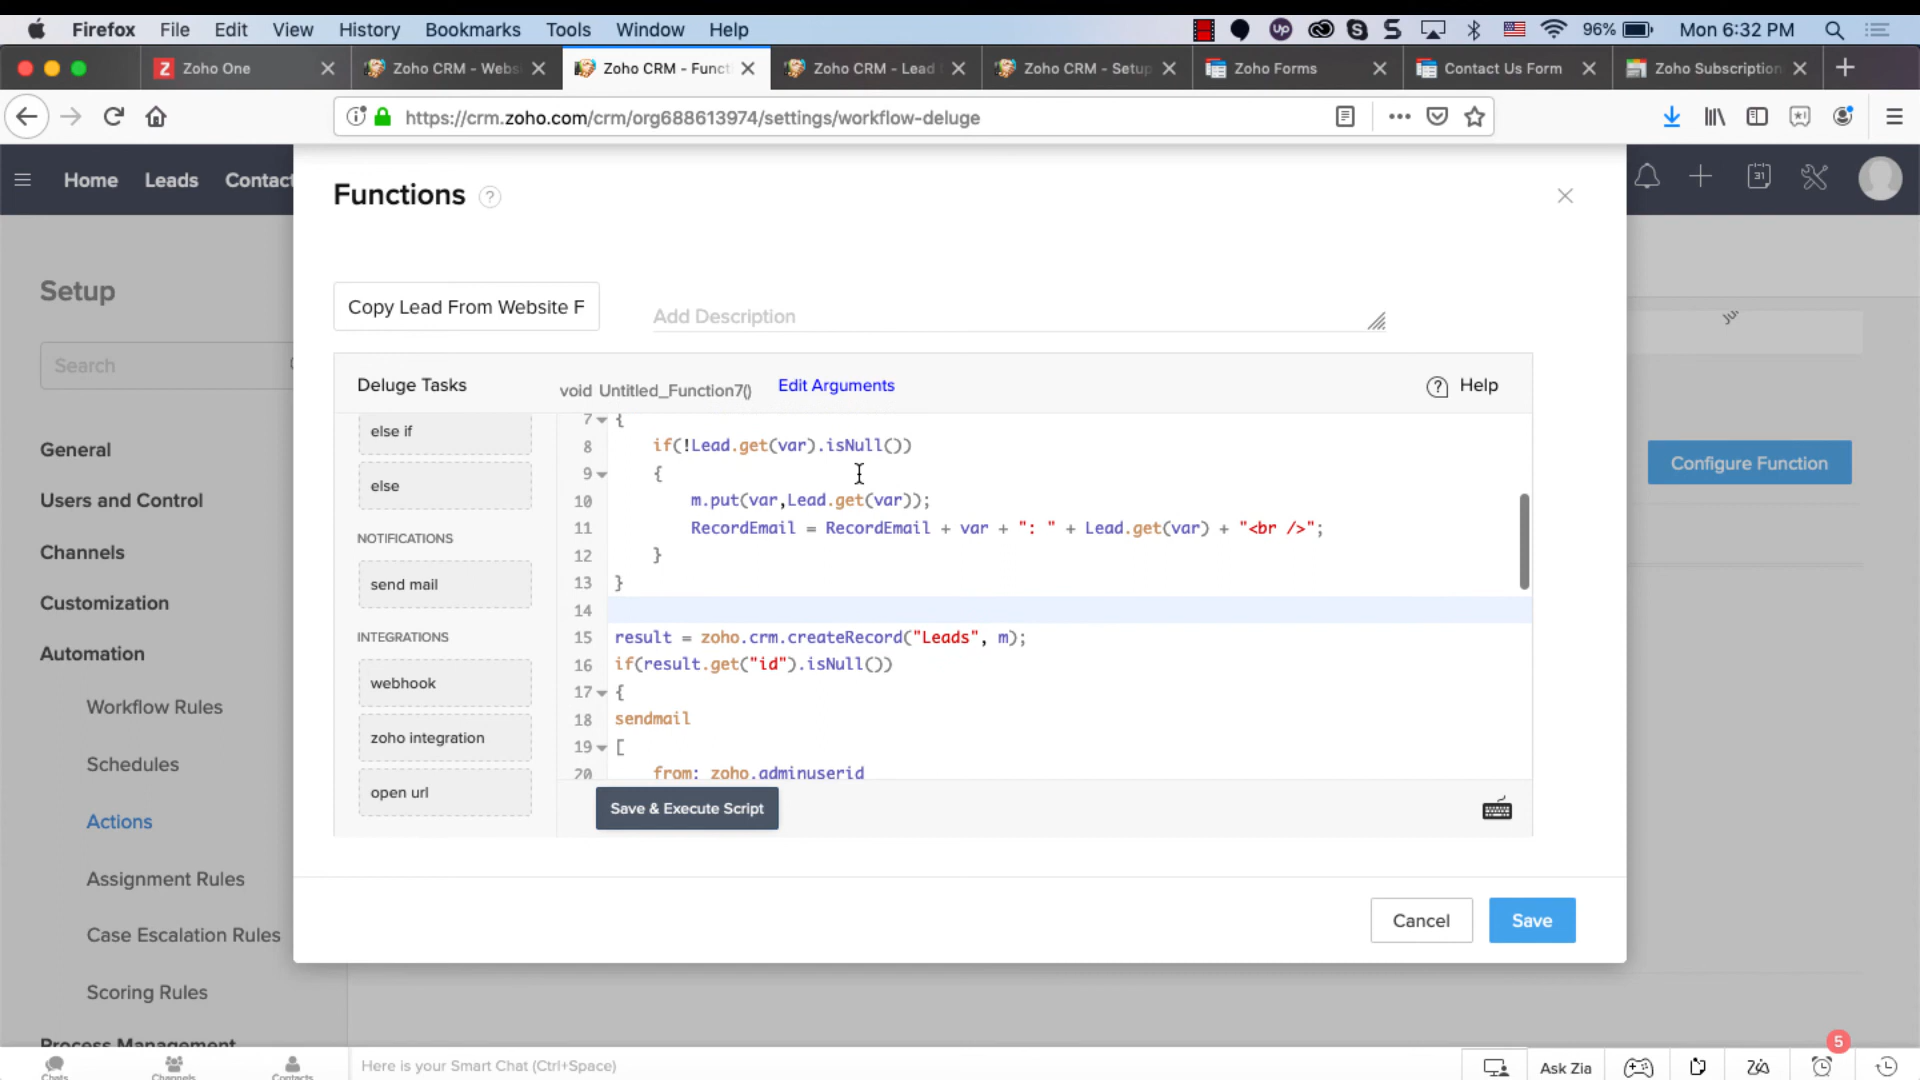 Firefox File Edit View History Bookmarks Tools Window Help Up 96% Mon 6:32 PM
Zoho One Zoho CRM - Webs Zoho CRM - Funct Zoho CRM - Lead Zoho CRM - Setup Zoho Forms Contact Us Form Zoho Subscription
https://crm.zoho.com/crm/org688613974/settings/workflow-deluge
Home Leads Contact 31
Functions ?
Setup
Copy Lead From Website F
Add Description
Search
Deluge Tasks
void Untitled_Function7() Edit Arguments
? Help
General
Users and Control
Channels
Customization
Automation
Workflow Rules
Schedules
Actions
Assignment Rules
Case Escalation Rules
Scoring Rules
Process Management
else if
else
NOTIFICATIONS
send mail
INTEGRATIONS
webhook
zoho integration
open url
7 {
8 if(!Lead.get(var).isNull())
9 {
10 m.put(var,Lead.get(var));
11 RecordEmail = RecordEmail + var + ": " + Lead.get(var) + "<br />";
12 }
13 }
14
15 result = zoho.crm.createRecord("Leads", m);
16 if(result.get("id").isNull())
17 {
18 sendmail
19 [
20 from: zoho.adminuserid
Configure Function
Save & Execute Script
Cancel Save
5
Chats Channels Contacts
Here is your Smart Chat (Ctrl+Space)
Ask Zia